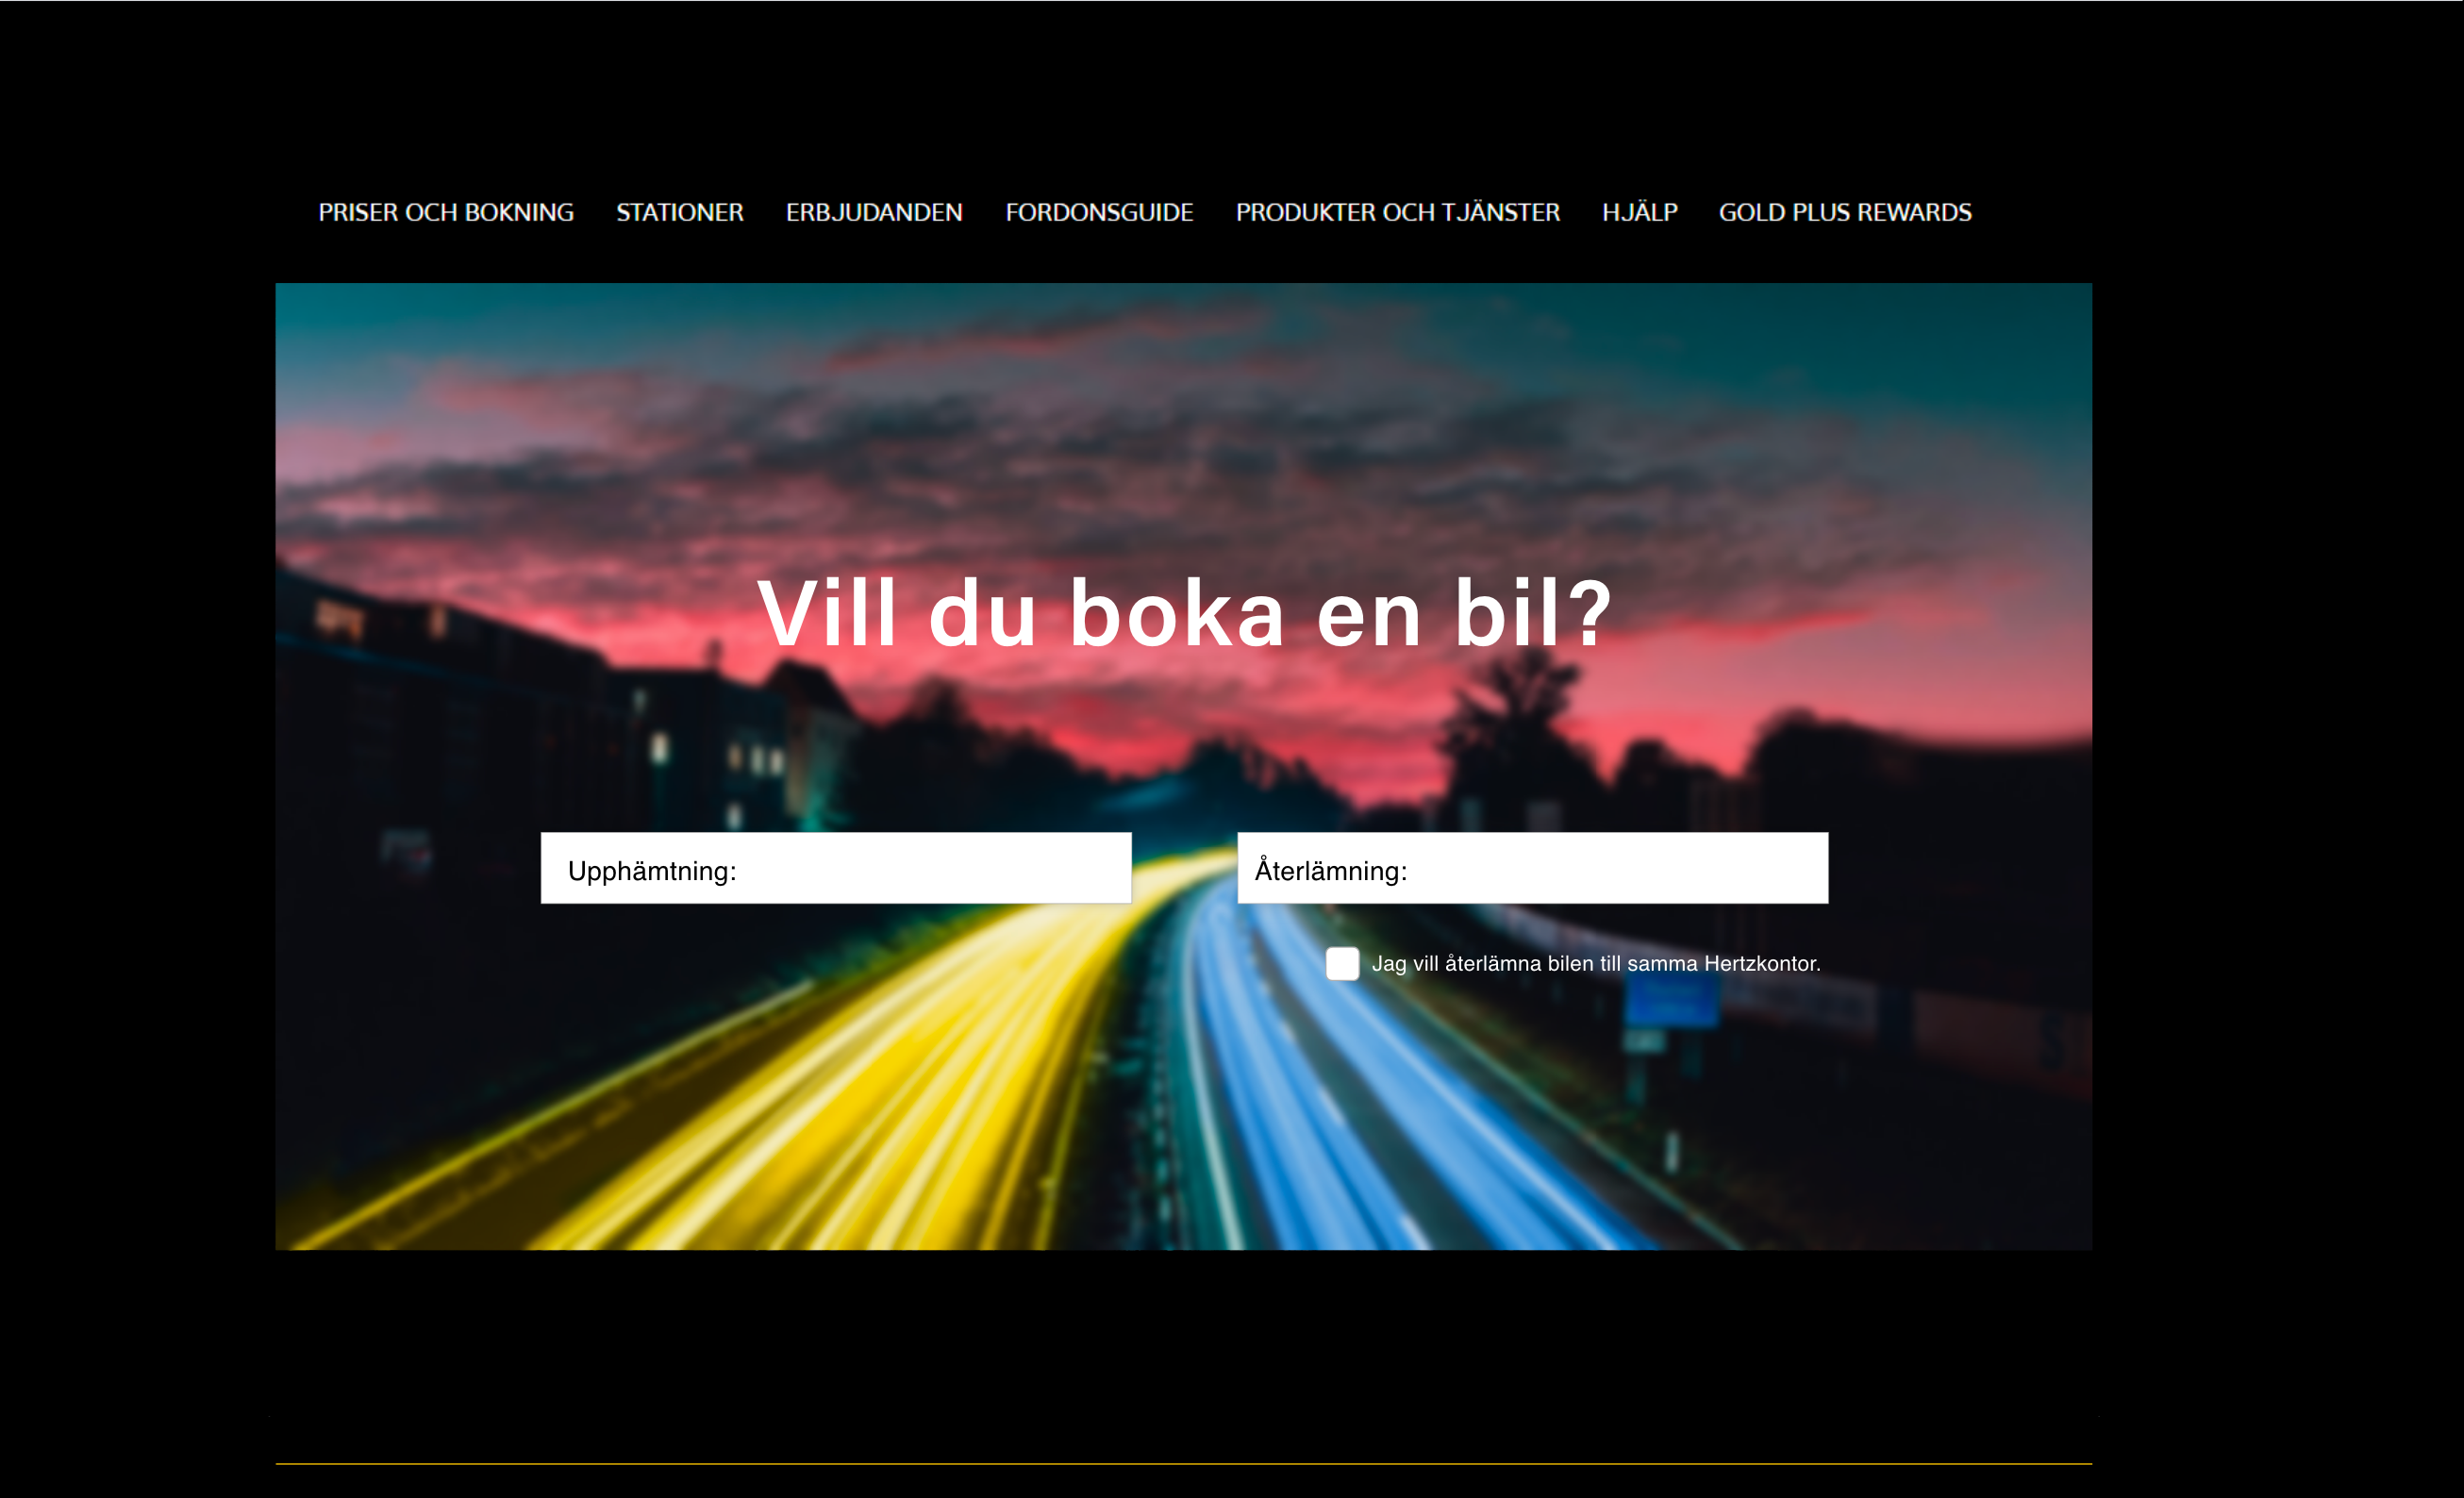 PRISER OCH BOKNING STATIONER ERBJUDANDEN FORDONSGUIDE PRODUKTER OCH TJÄNSTER HJÄLP GOLD PLUS REWARDS
Vill du boka en bil?
Upphämtning: Återlämning:
Jag vill återlämna bilen till samma Hertzkontor.